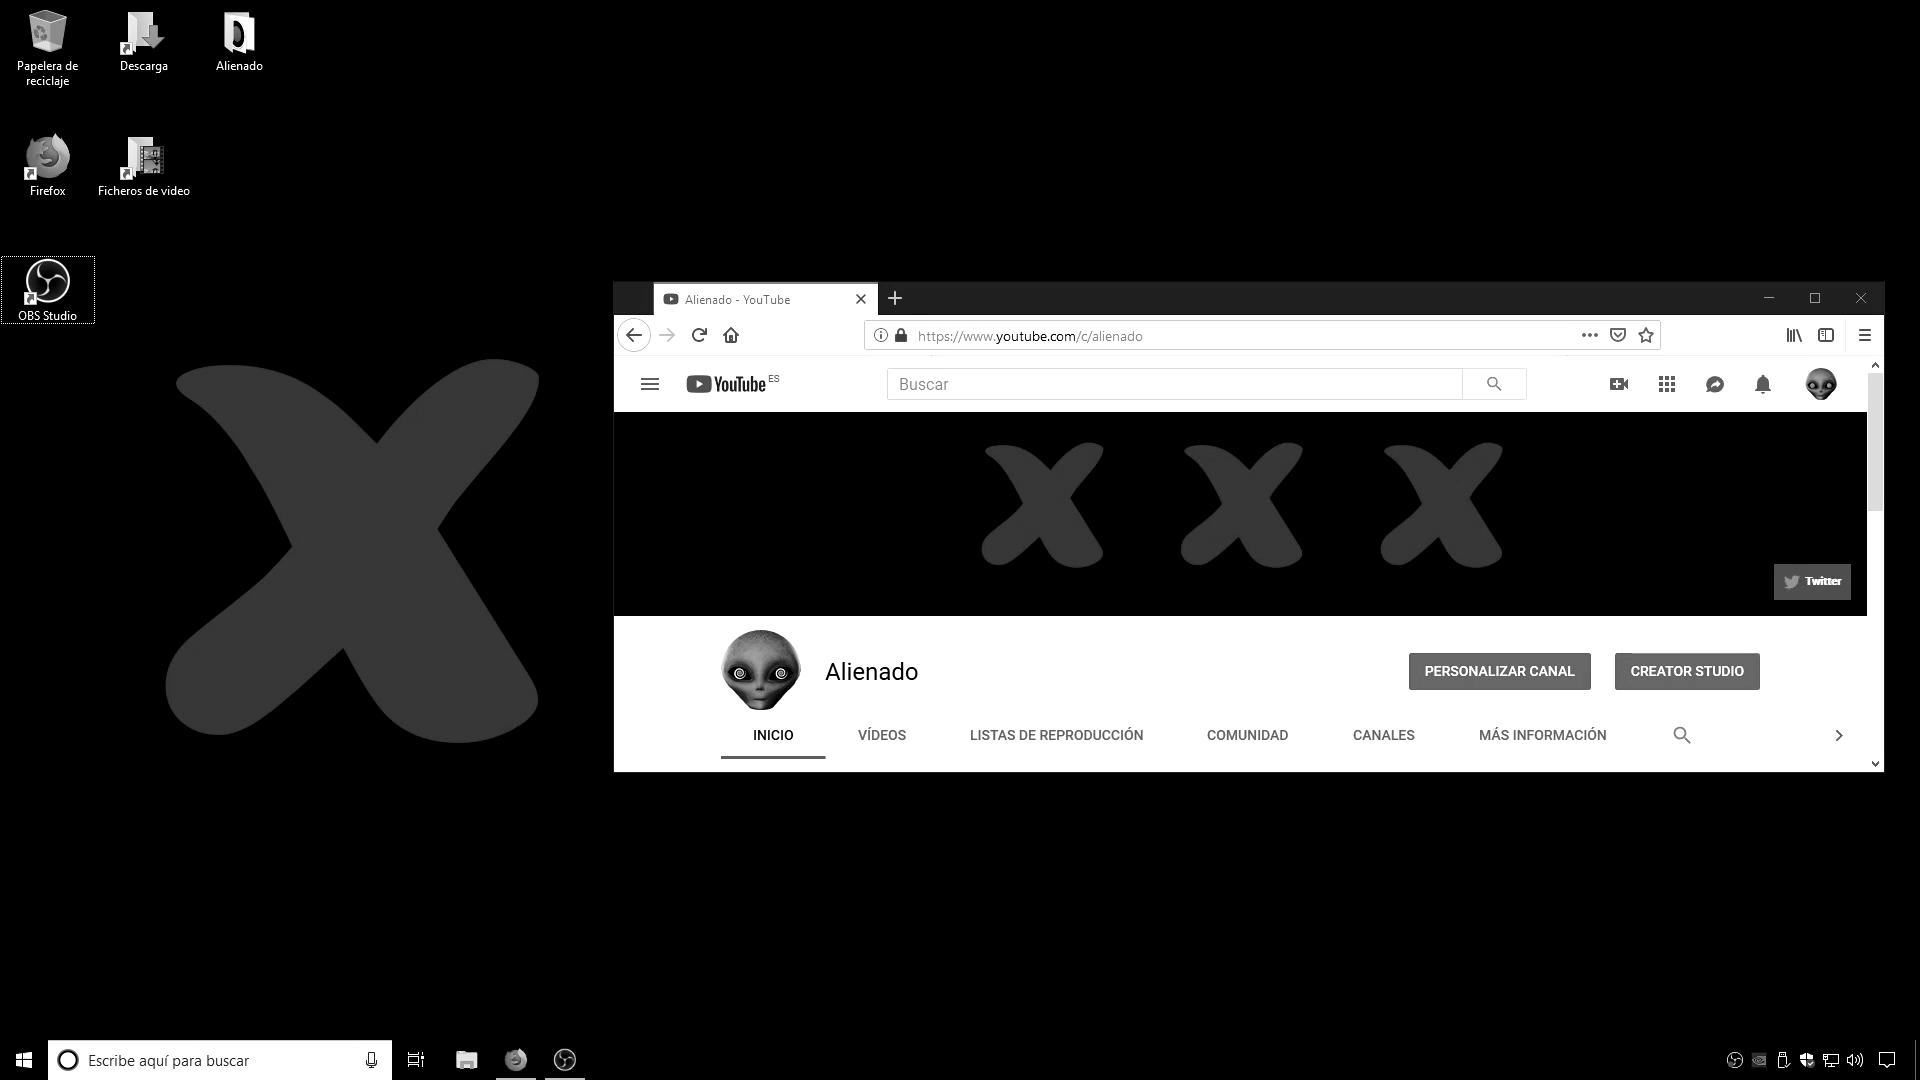 Papelera de
reciclaje
Descarga
Alienado
Firefox
Ficheros de video
OBS Studio
Alienado - YouTube
https://www.youtube.com/c/alienado
YouTube ES
Buscar
X X X
Twitter
Alienado
PERSONALIZAR CANAL
CREATOR STUDIO
INICIO
VÍDEOS
LISTAS DE REPRODUCCIÓN
COMUNIDAD
CANALES
MÁS INFORMACIÓN
X
Escribe aquí para buscar